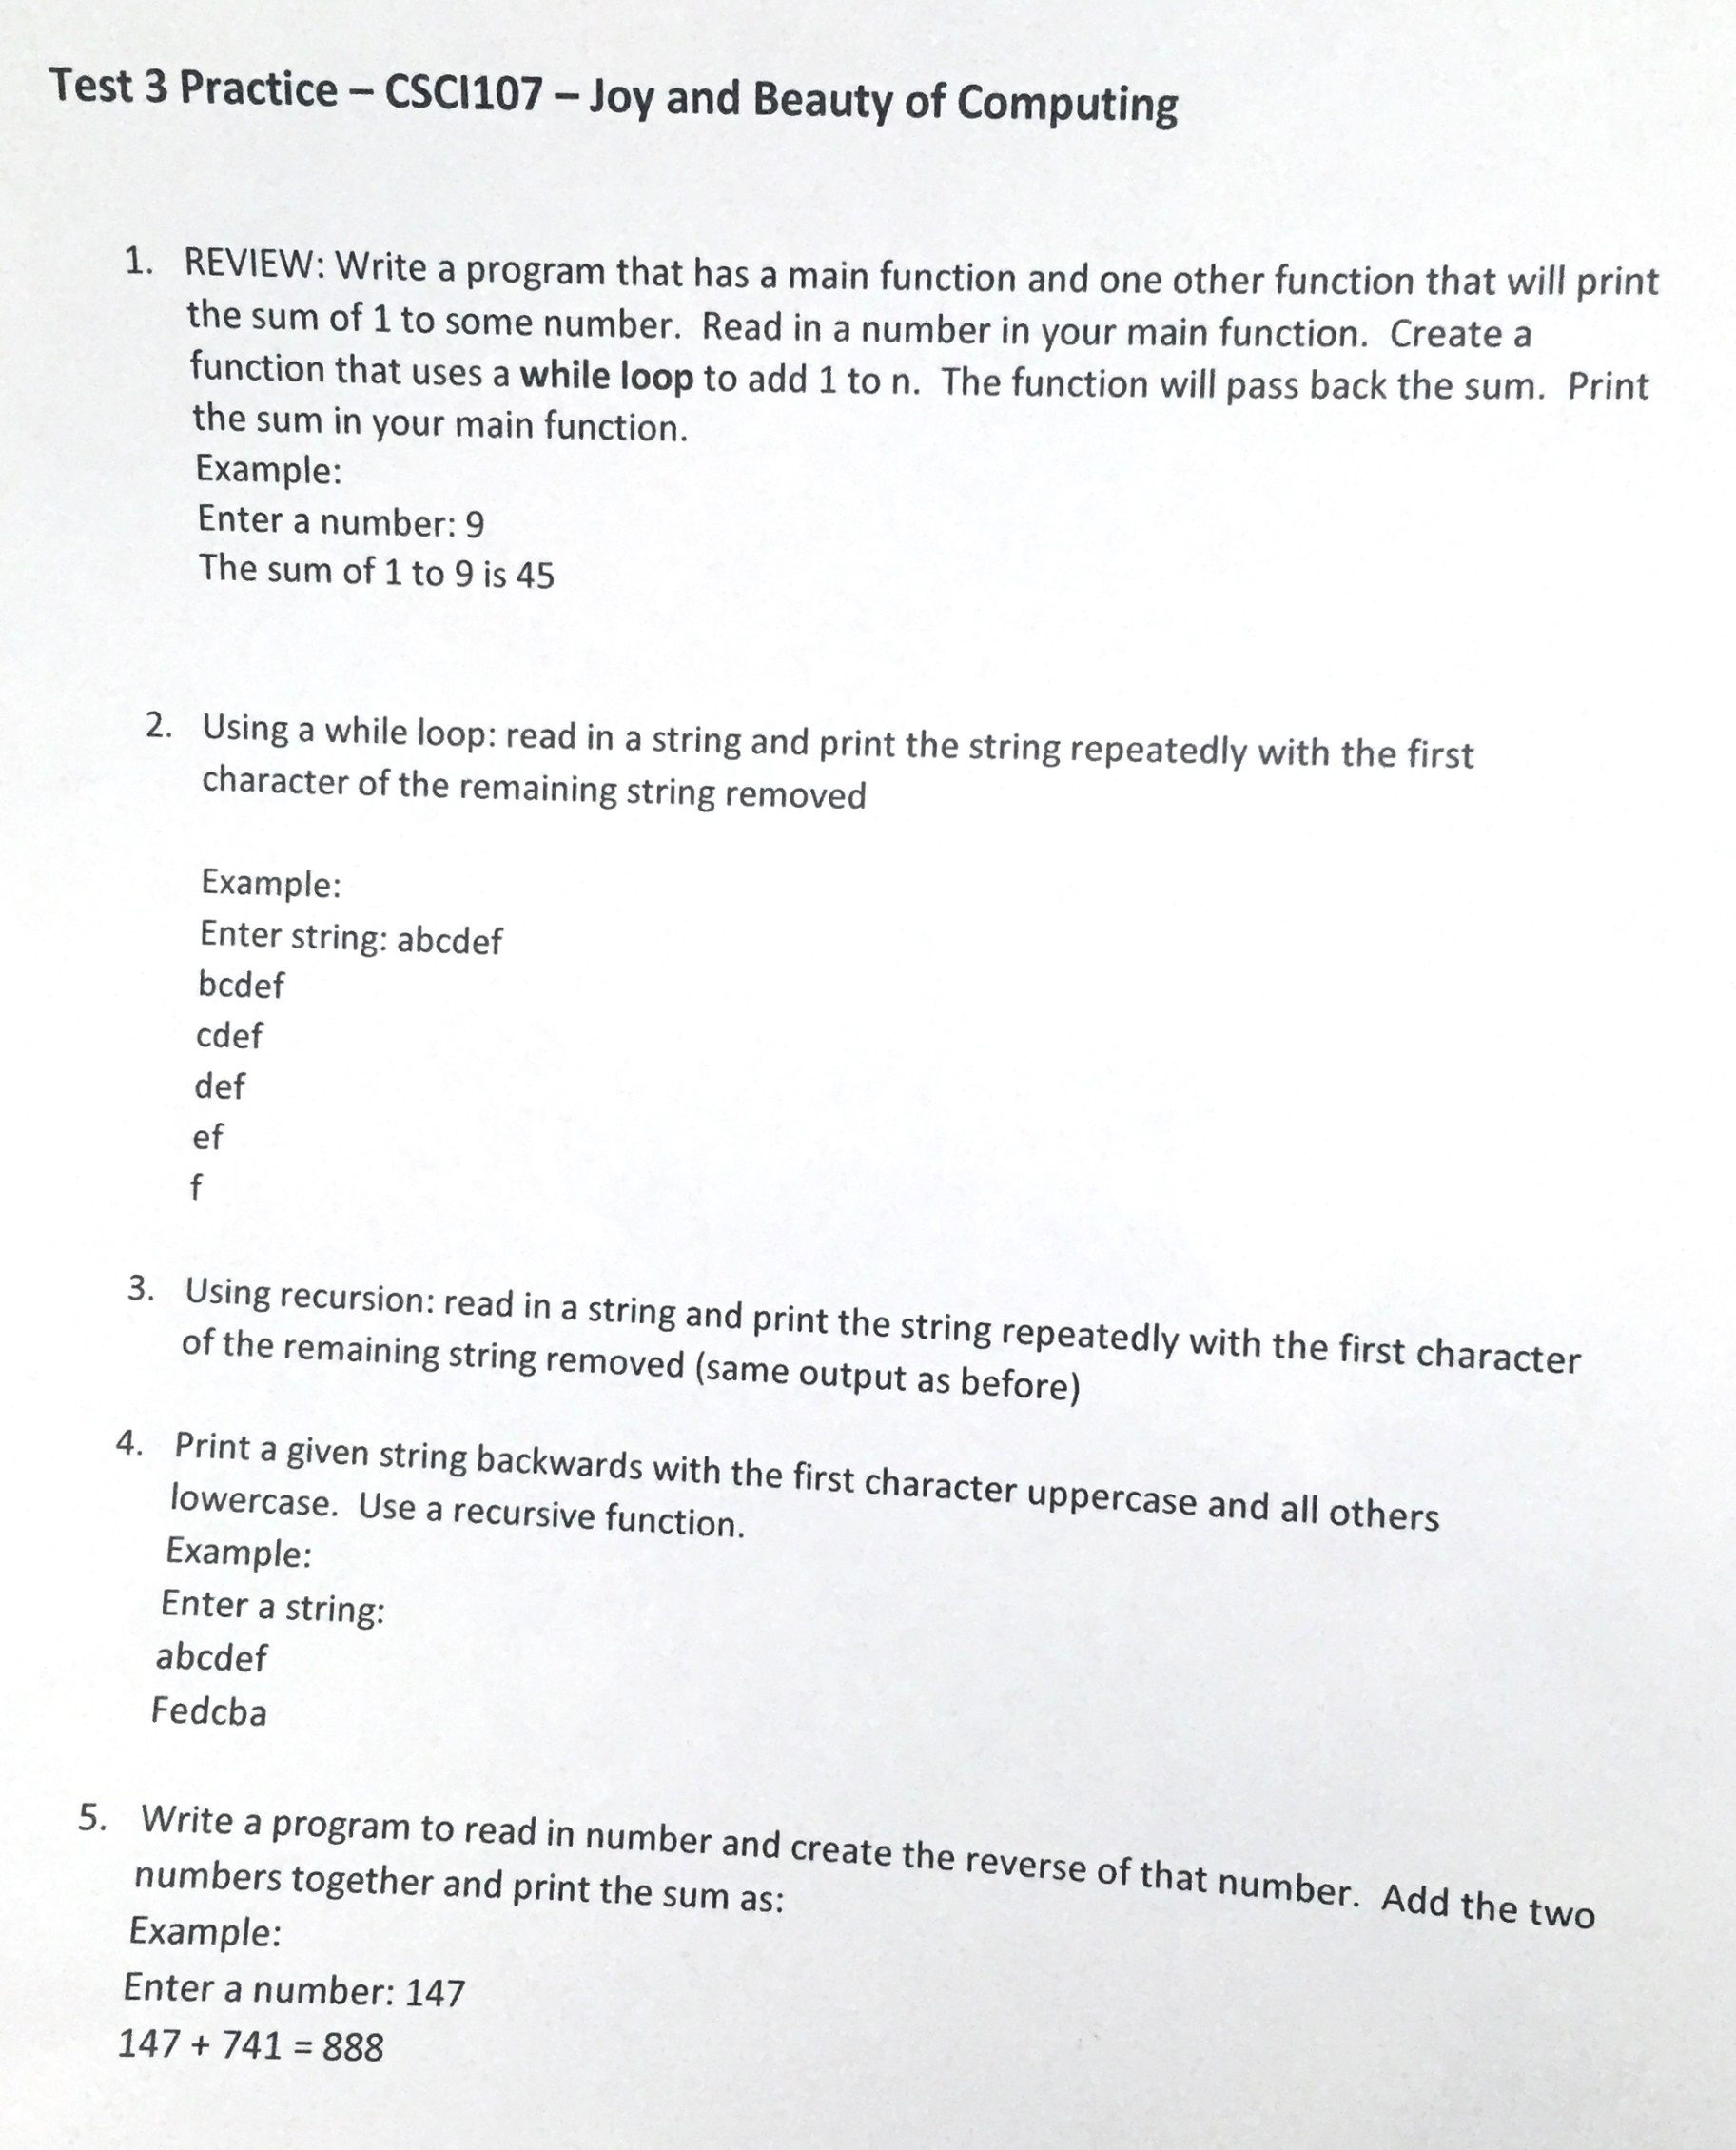 Test 3 Practice – CSCI107 – Joy and Beauty of Computing
1. REVIEW: Write a program that has a main function and one other function that will print
the sum of 1 to some number. Read in a number in your main function. Create a
function that uses a while loop to add 1 to n. The function will pass back the sum. Print
the sum in your main function.
Example:
Enter a number: 9
The sum of 1 to 9 is 45
2. Using a while loop: read in a string and print the string repeatedly with the first
character of the remaining string removed
Example:
Enter string: abcdef
bcdef
cdef
def
ef
f
3. Using recursion: read in a string and print the string repeatedly with the first character
of the remaining string removed (same output as before)
4. Print a given string backwards with the first character uppercase and all others
lowercase. Use a recursive function.
Example:
Enter a string:
abcdef
Fedcba
5. Write a program to read in number and create the reverse of that number. Add the two
numbers together and print the sum as:
Example:
Enter a number: 147
147 + 741 = 888